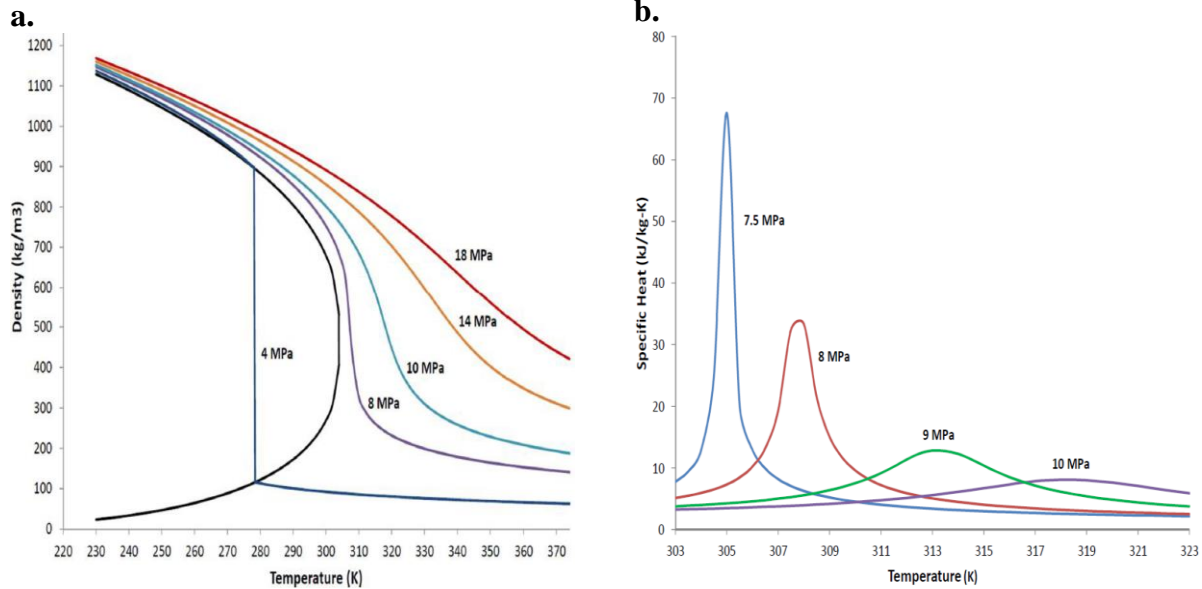 a.
1200
1100
1000
900
800
700
600
500
400
300
200
100
0
Density (kg/m3)
220 230 240 250 260 270 280 290 300 310 320 330 340 350 360 370
Temperature (K)
18 MPa
14 MPa
4 MPa
10 MPa
8 MPa
b.
80
70
60
50
40
30
20
10
0
Specific Heat (kJ/kg-K)
303 305 307 309 311 313 315 317 319 321 323
Temperature (K)
7.5 MPa
8 MPa
9 MPa
10 MPa